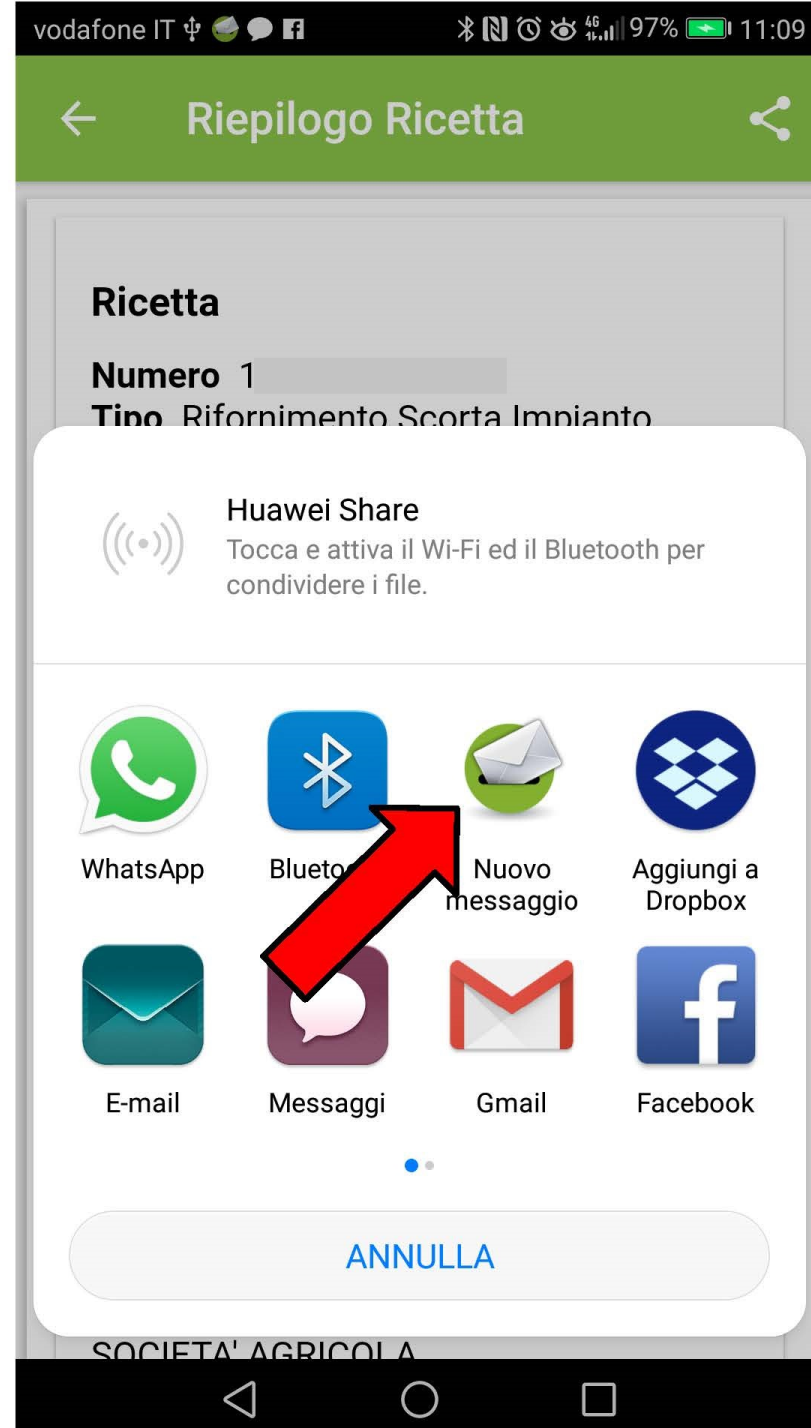 vodafone IT 97% 11:09
Riepilogo Ricetta
Ricetta
Numero 1
Tipo Rifornimento Scorta Impianto
Huawei Share
Tocca e attiva il Wi-Fi ed il Bluetooth per
condividere i file.
WhatsApp
Nuovo
messaggio
Aggiungi a
Dropbox
E-mail
Messaggi
Gmail
Facebook
ANNULLA
SOCIETA' AGRICOLA